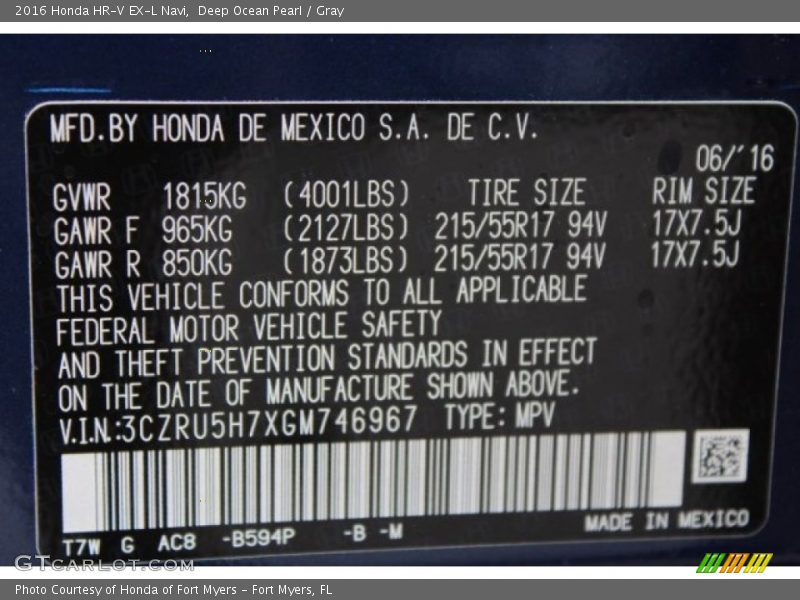 2016 Honda HR-V EX-L Navi,  Deep Ocean Pearl / Gray
MFD.BY HONDA DE MEXICO S.A. DE C.V.
06/'16
GVWR 1815KG (4001LBS) TIRE SIZE RIM SIZE
GAWR F 965KG (2127LBS) 215/55R17 94V 17X7.5J
GAWR R 850KG (1873LBS) 215/55R17 94V 17X7.5J
THIS VEHICLE CONFORMS TO ALL APPLICABLE
FEDERAL MOTOR VEHICLE SAFETY
AND THEFT PREVENTION STANDARDS IN EFFECT
ON THE DATE OF MANUFACTURE SHOWN ABOVE.
V.I.N.:3CZRU5H7XGM746967 TYPE: MPV
T7W G AC8 -B594P -B -M MADE IN MEXICO
GTCarLot.com
Photo Courtesy of Honda of Fort Myers - Fort Myers, FL